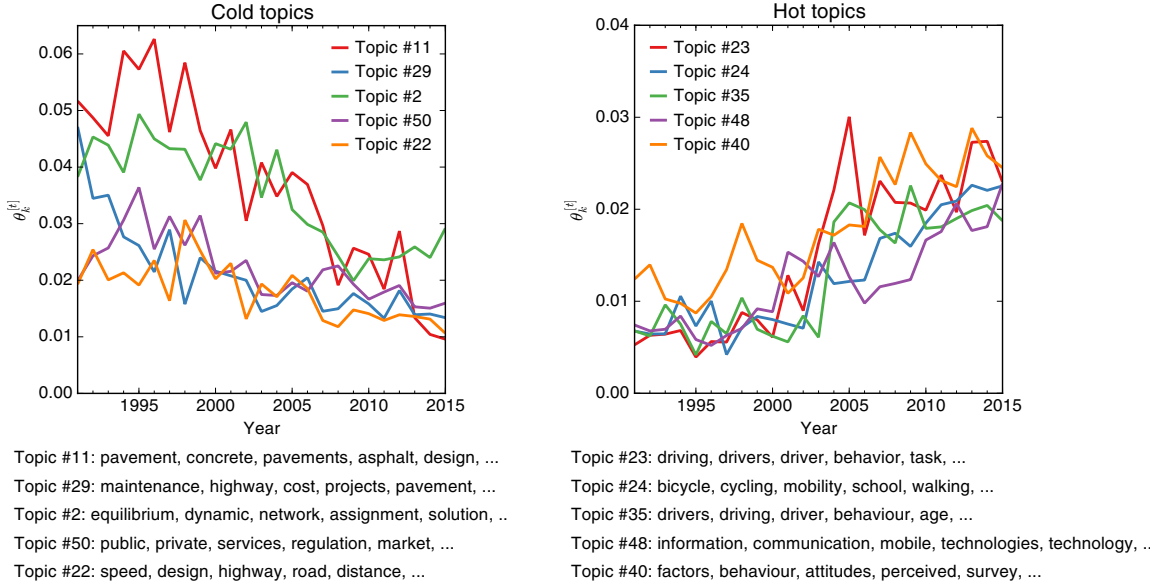 Cold topics
0.06
0.05
0.04
0.03
0.02
0.01
0.00
θk[t]
Topic #11
Topic #29
Topic #2
Topic #50
Topic #22
1995 2000 2005 2010 2015
Year
Hot topics
0.04
0.03
0.02
0.01
0.00
θk[t]
Topic #23
Topic #24
Topic #35
Topic #48
Topic #40
1995 2000 2005 2010 2015
Year
Topic #11: pavement, concrete, pavements, asphalt, design, ...
Topic #29: maintenance, highway, cost, projects, pavement, ...
Topic #2: equilibrium, dynamic, network, assignment, solution, ..
Topic #50: public, private, services, regulation, market, ...
Topic #22: speed, design, highway, road, distance, ...
Topic #23: driving, drivers, driver, behavior, task, ...
Topic #24: bicycle, cycling, mobility, school, walking, ...
Topic #35: drivers, driving, driver, behaviour, age, ...
Topic #48: information, communication, mobile, technologies, technology, ..
Topic #40: factors, behaviour, attitudes, perceived, survey, ...